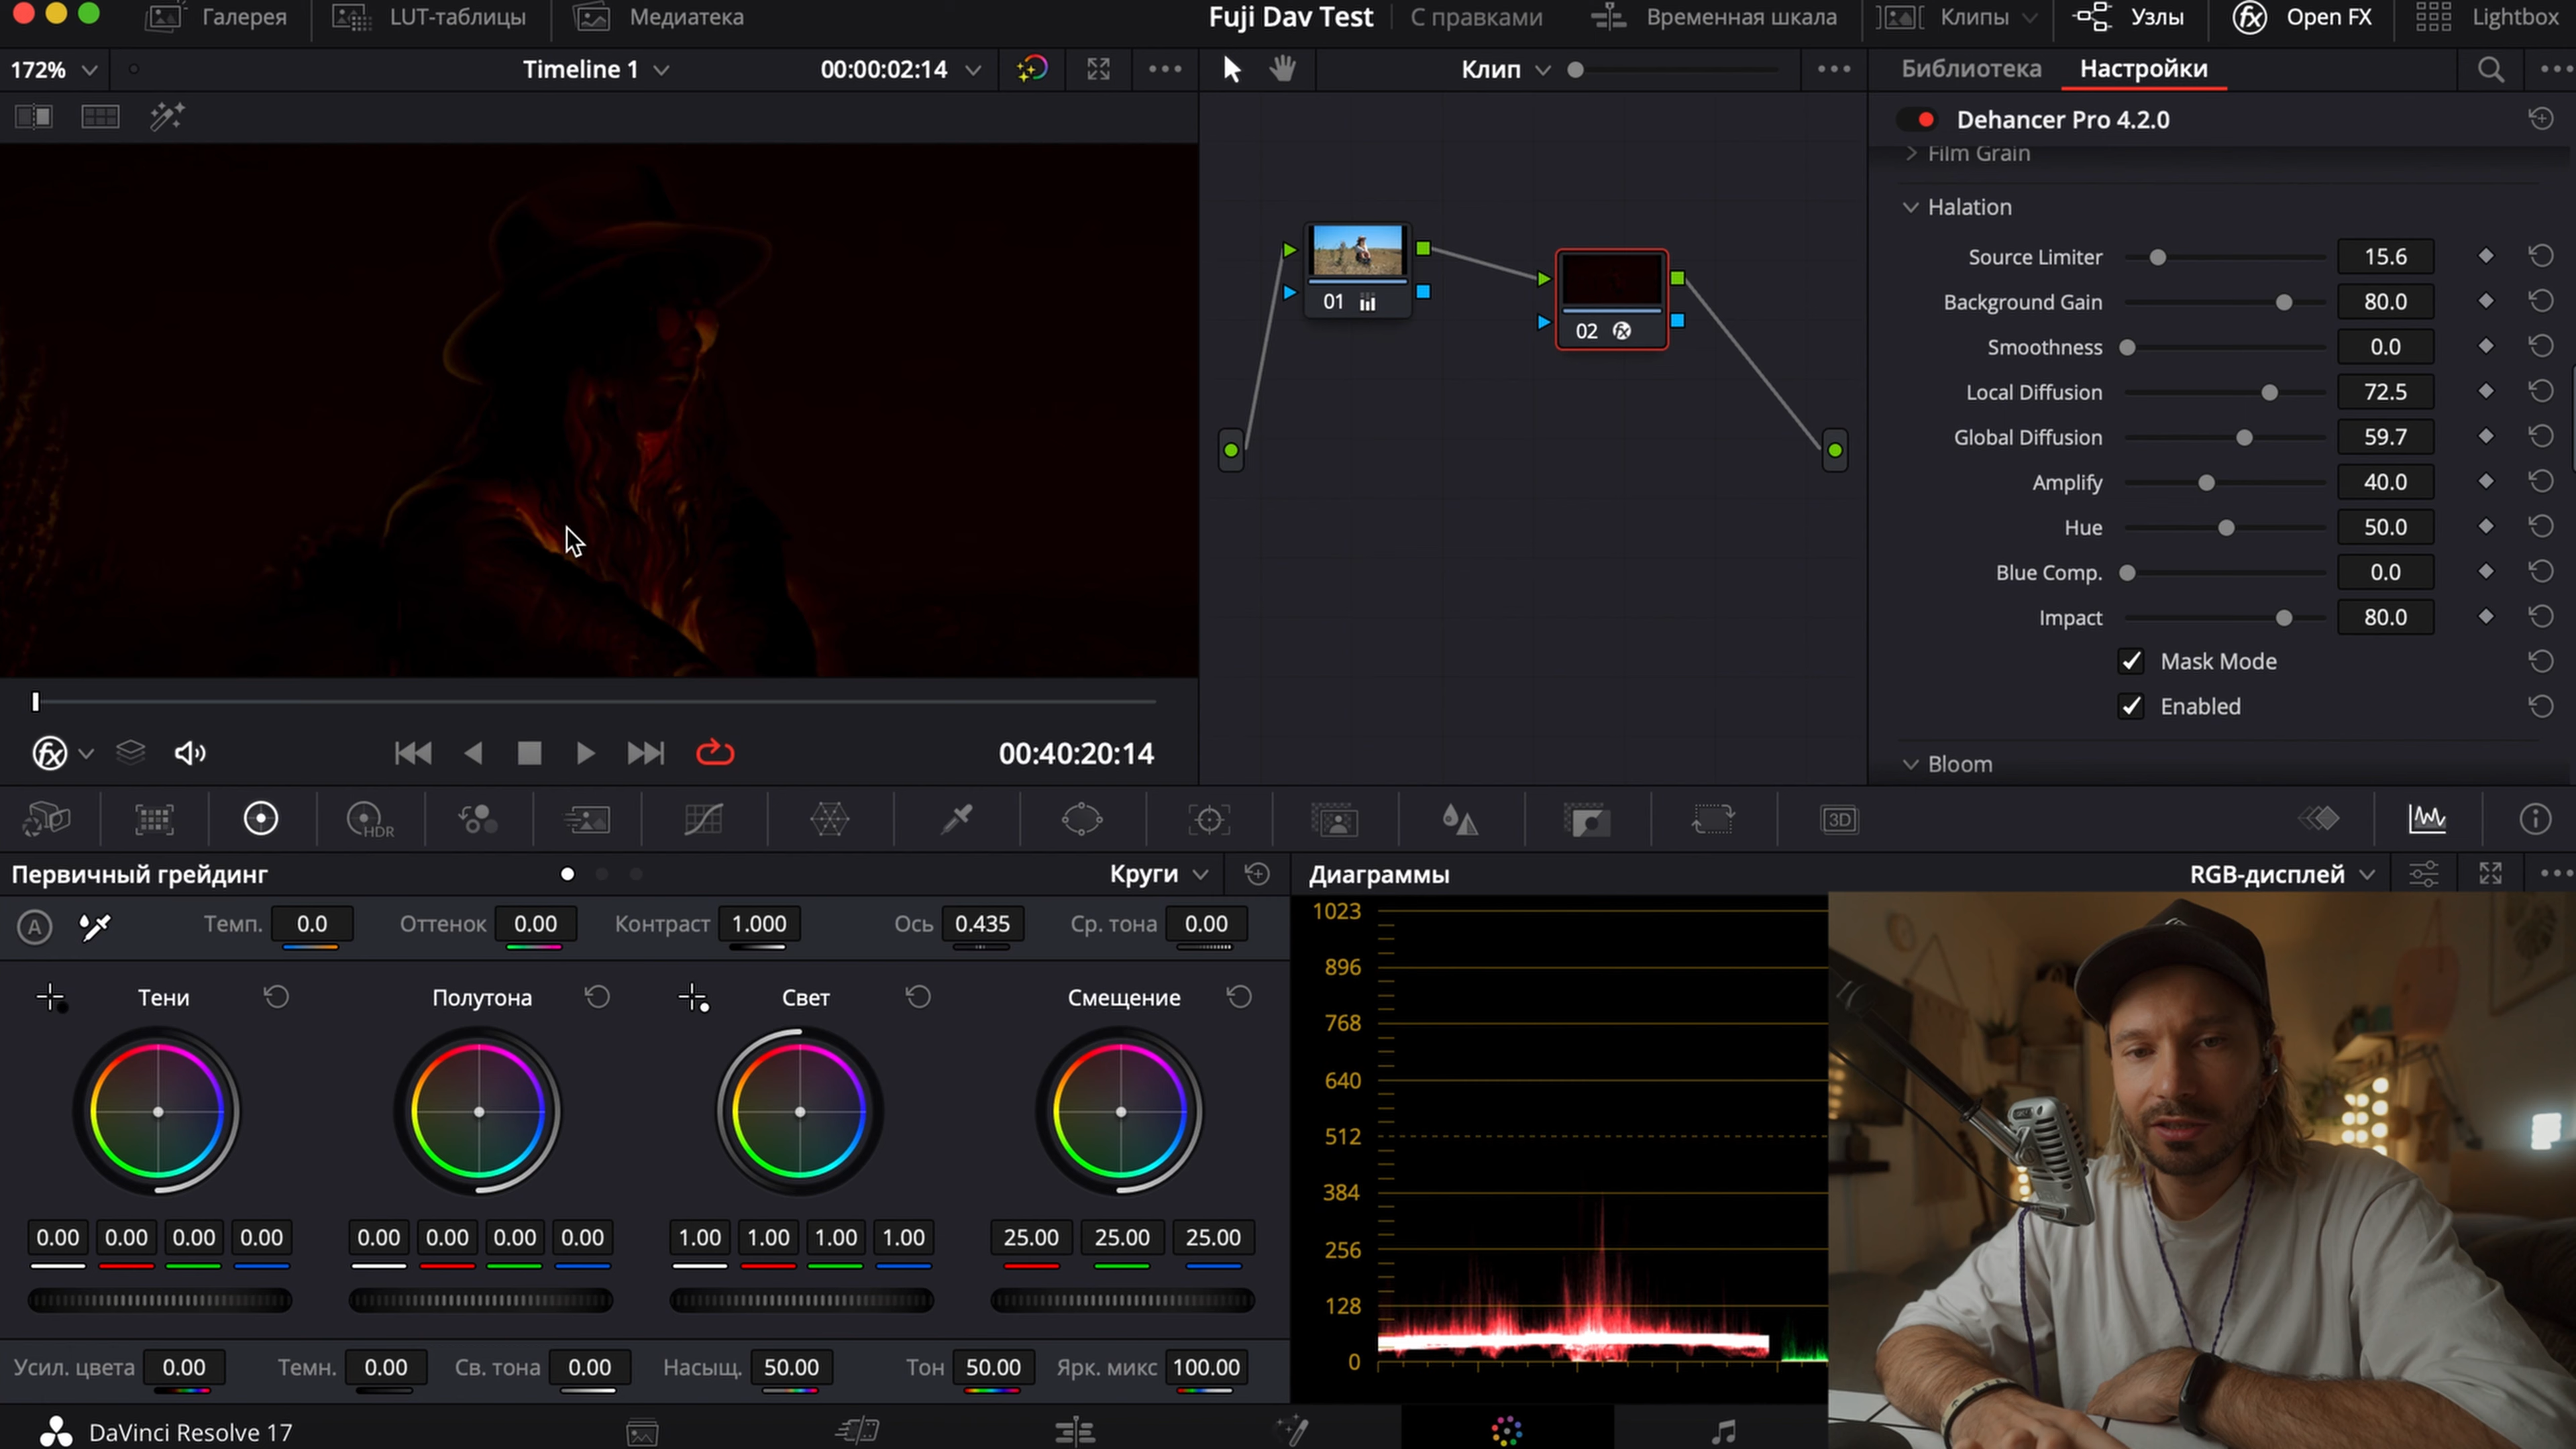 Галерея LUT-таблицы Медиатека Fuji Dav Test С правками Временная шкала Клипы Узлы Open FX Lightbox
172% Timeline 1 00:00:02:14 Клип Библиотека Настройки
Dehancer Pro 4.2.0
Film Grain
Halation
Source Limiter 15.6
Background Gain 80.0
Smoothness 0.0
Local Diffusion 72.5
Global Diffusion 59.7
Amplify 40.0
Hue 50.0
Blue Comp. 0.0
Impact 80.0
Mask Mode
Enabled
Bloom
01
02
00:40:20:14
HDR
3D
Первичный грейдинг Круги Диаграммы RGB-дисплей
A Темп. 0.0 Оттенок 0.00 Контраст 1.000 Ось 0.435 Ср. тона 0.00
Тени Полутона Свет Смещение
0.00 0.00 0.00 0.00 0.00 0.00 0.00 0.00 1.00 1.00 1.00 1.00 25.00 25.00 25.00
Усил. цвета 0.00 Темн. 0.00 Св. тона 0.00 Насыщ. 50.00 Тон 50.00 Ярк. микс 100.00
1023
896
768
640
512
384
256
128
0
DaVinci Resolve 17